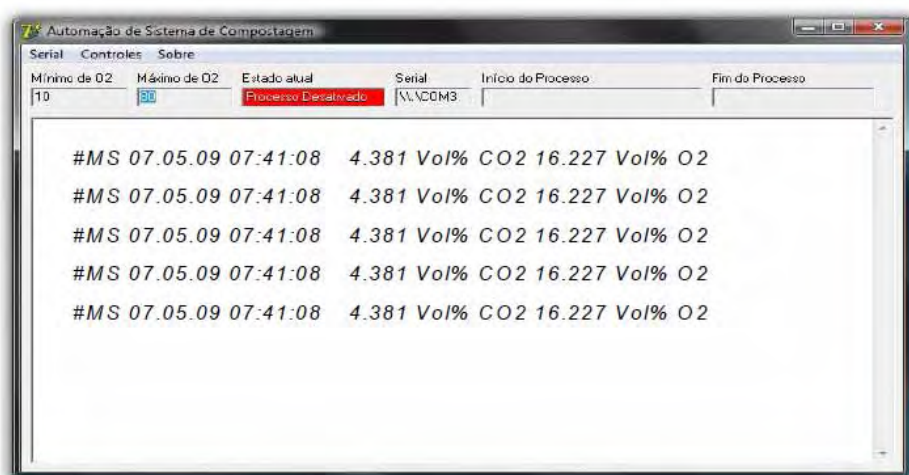 Automação de Sistema de Compostagem
Serial Controles Sobre
Mínimo de O2 Máximo de O2 Estado atual Serial Início do Processo Fim do Processo
10 80 Processo Desativado \\.\COM3
#MS 07.05.09 07:41:08 4.381 Vol% CO2 16.227 Vol% O2
#MS 07.05.09 07:41:08 4.381 Vol% CO2 16.227 Vol% O2
#MS 07.05.09 07:41:08 4.381 Vol% CO2 16.227 Vol% O2
#MS 07.05.09 07:41:08 4.381 Vol% CO2 16.227 Vol% O2
#MS 07.05.09 07:41:08 4.381 Vol% CO2 16.227 Vol% O2